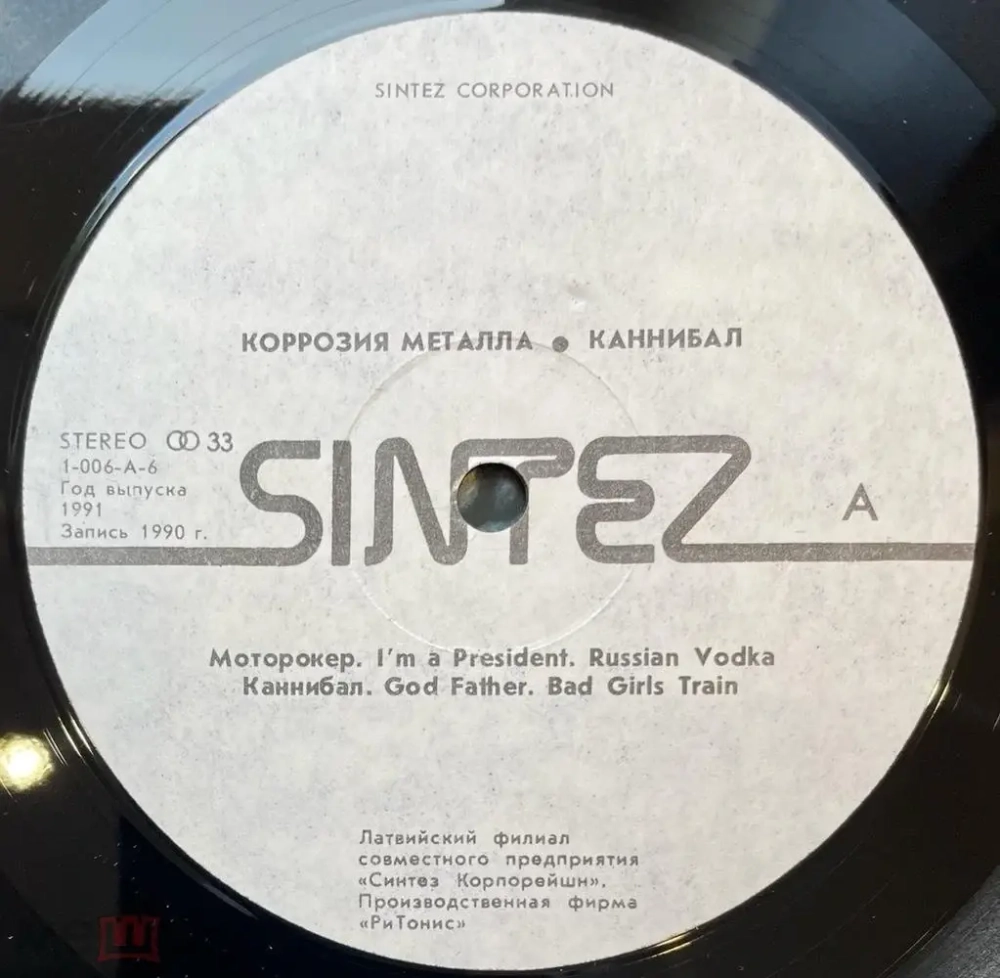 SINTEZ CORPORATION
КОРРОЗИЯ МЕТАЛЛА ● КАННИБАЛ
STEREO 33
1-006-А-6
Год выпуска
1991
Запись 1990 г.
SINTEZ
A
Моторокер. I'm a President. Russian Vodka
Каннибал. God Father. Bad Girls Train
Латвийский филиал
совместного предприятия
«Синтез Корпорейшн».
Производственная фирма
«РиТонис»